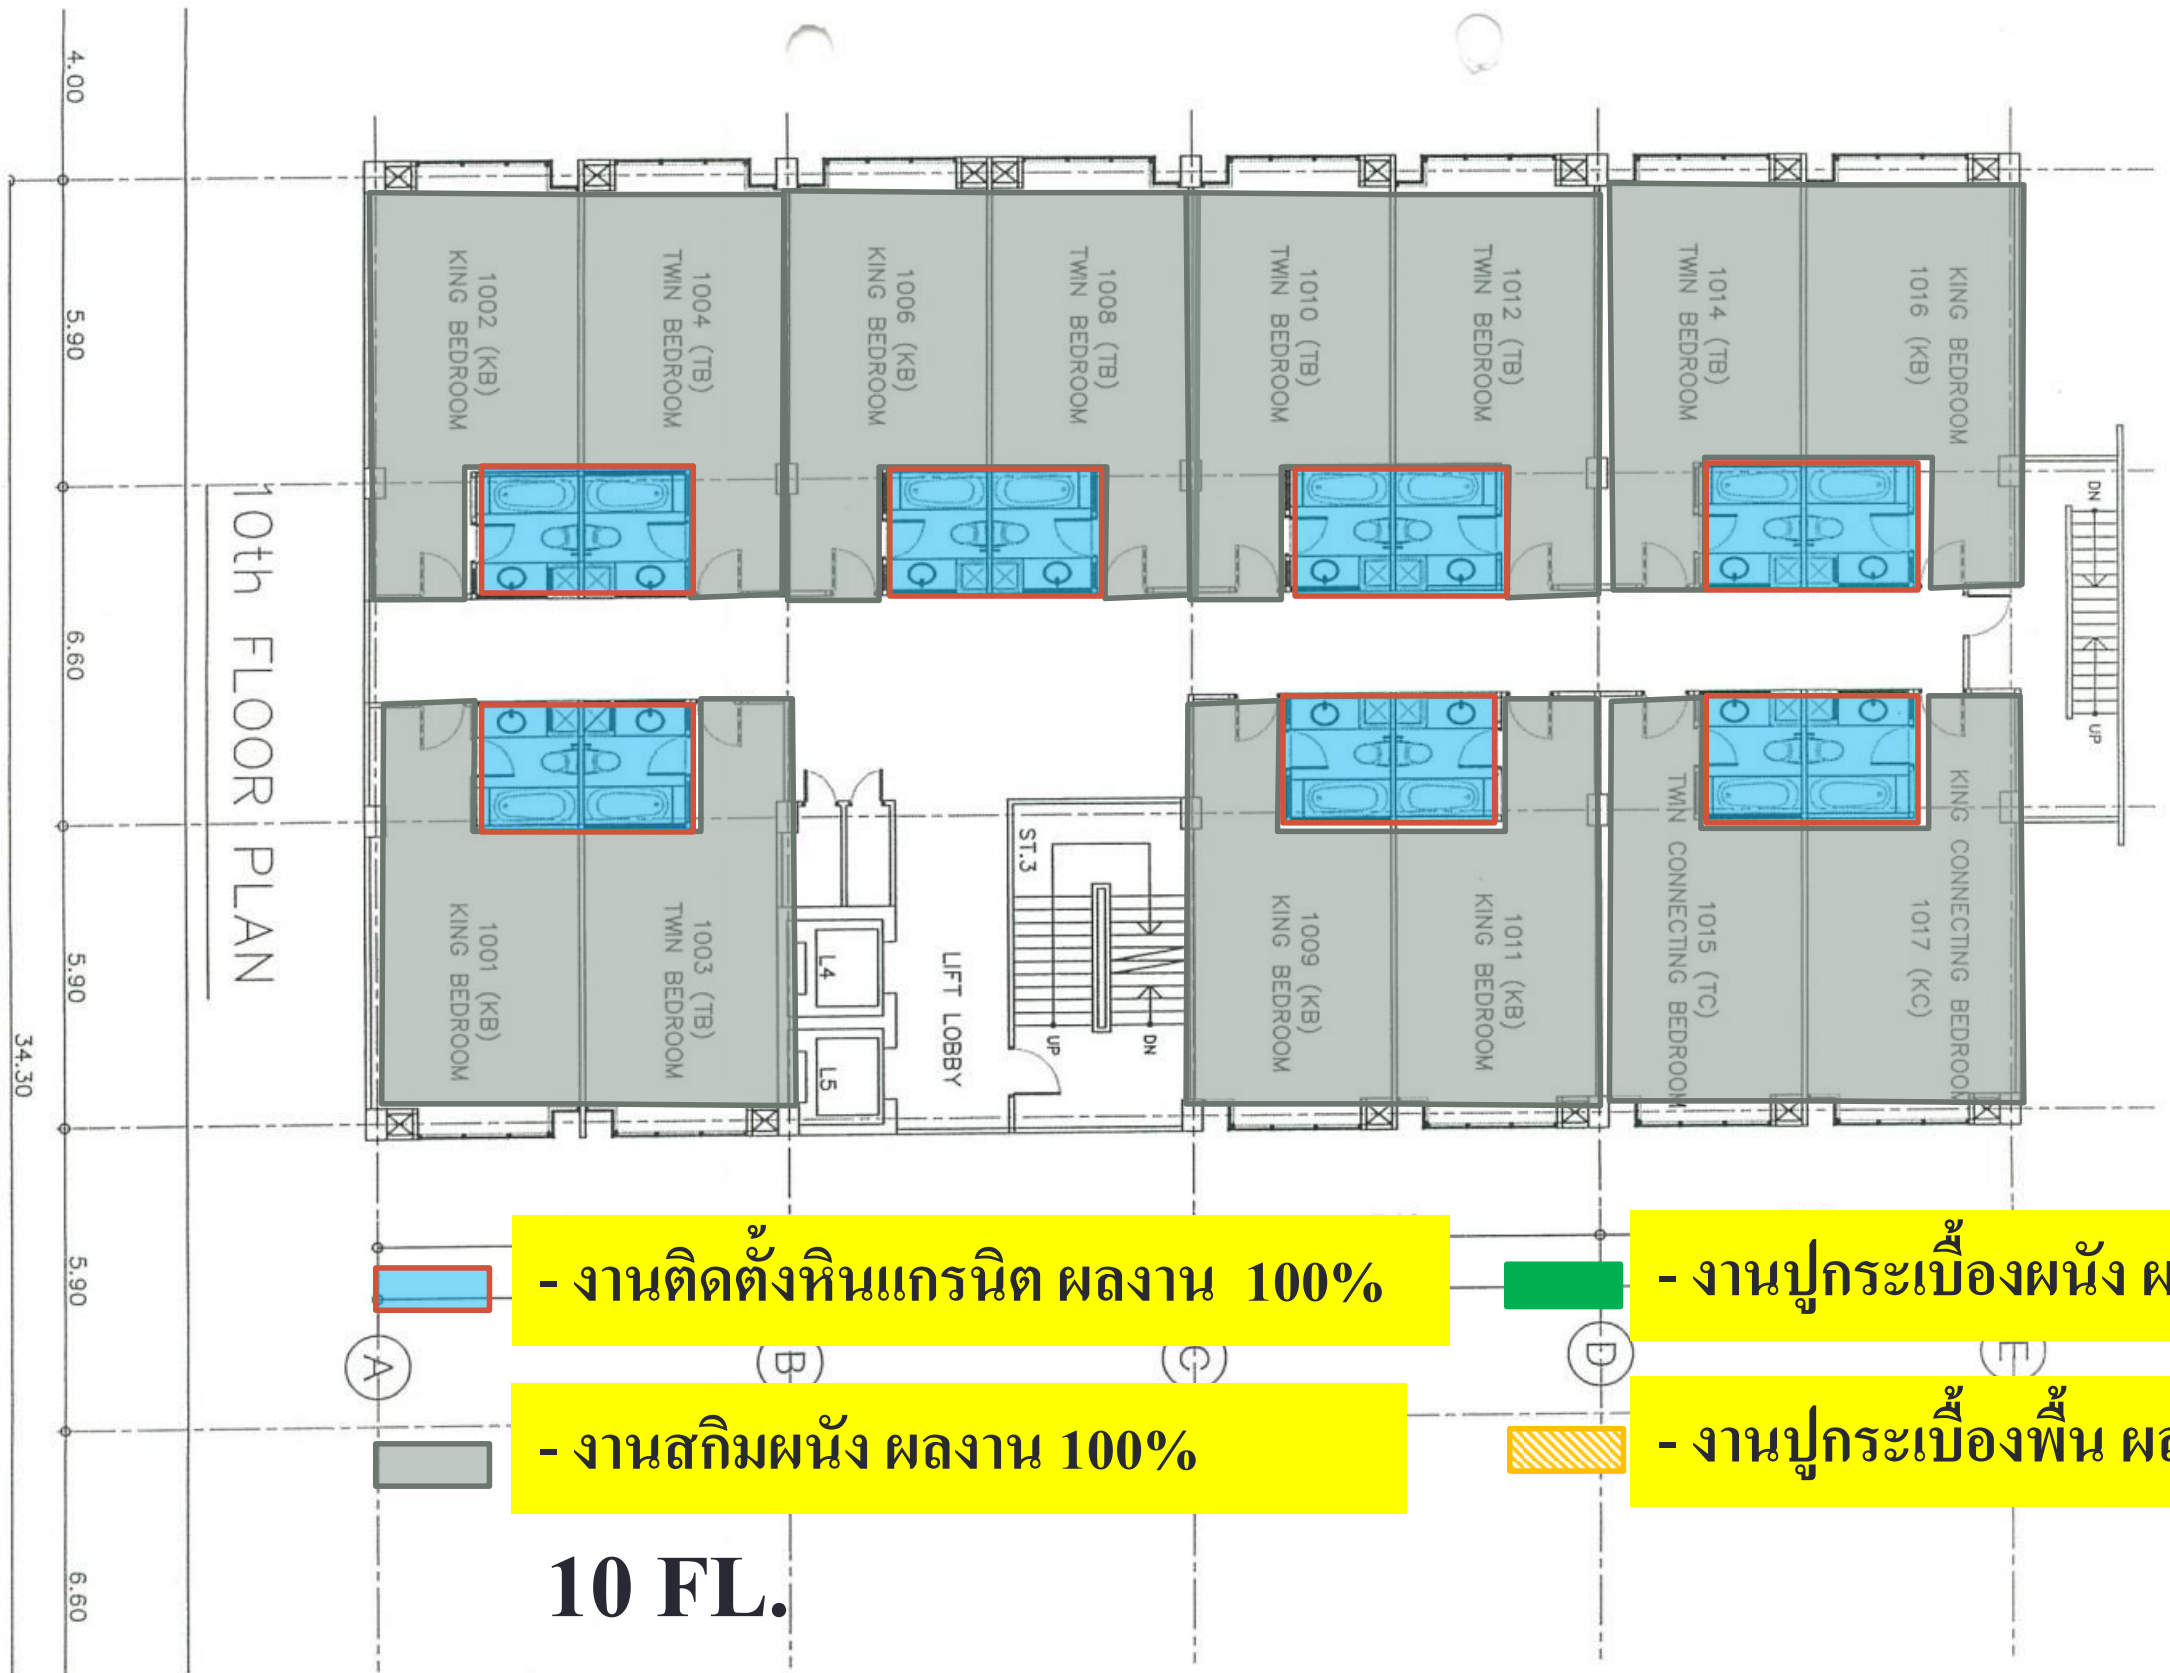 4.00
5.90
6.60
5.90
34.30
5.90
6.60
10th FLOOR PLAN
1002 (KB)
KING BEDROOM
1004 (TB)
TWIN BEDROOM
1006 (KB)
KING BEDROOM
1008 (TB)
TWIN BEDROOM
1010 (TB)
TWIN BEDROOM
1012 (TB)
TWIN BEDROOM
1014 (TB)
TWIN BEDROOM
KING BEDROOM
1016 (KB)
DN
UP
1001 (KB)
KING BEDROOM
1003 (TB)
TWIN BEDROOM
L4
L5
LIFT LOBBY
ST.3
UP
DN
1009 (KB)
KING BEDROOM
1011 (KB)
KING BEDROOM
1015 (TC)
TWIN CONNECTING BEDROOM
KING CONNECTING BEDROOM
1017 (KC)
- งานติดตั้งหินแกรนิต ผลงาน 100%
- งานปูกระเบื้องผนัง ผ
A
B
C
D
E
- งานสกิมผนัง ผลงาน 100%
- งานปูกระเบื้องพื้น ผล
10 FL.